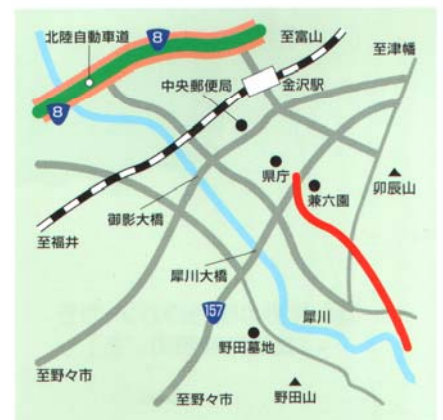 北陸自動車道
8
至富山
至津幡
中央郵便局
金沢駅
8
県庁
兼六園
卯辰山
御影大橋
至福井
犀川大橋
157
犀川
野田墓地
至野々市
至野々市
野田山